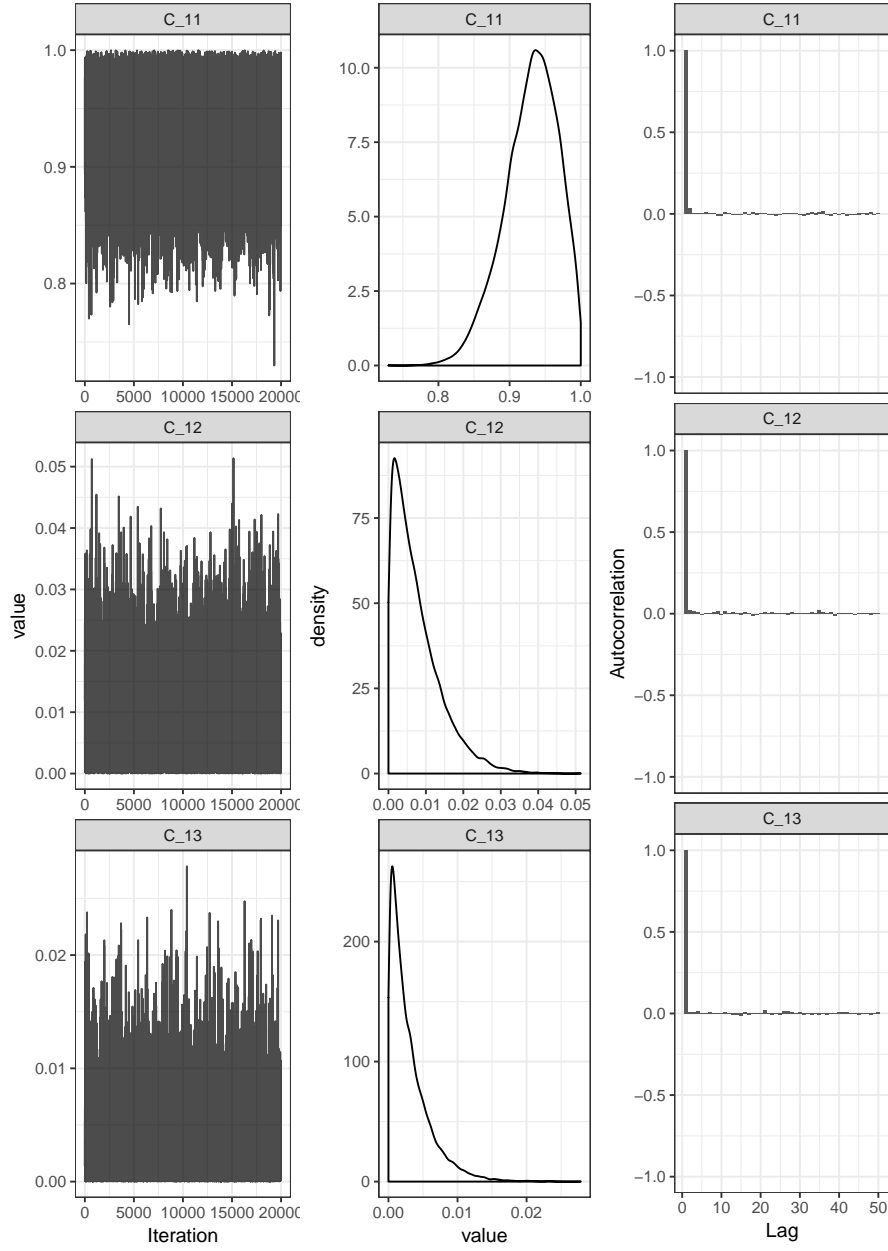 C_11
1.0
0.9
0.8
0 5000 10000 15000 20000
C_12
0.05
0.04
0.03
0.02
0.01
0.00
0 5000 10000 15000 20000
C_13
0.02
0.01
0.00
0 5000 10000 15000 20000
value
Iteration
C_11
10.0
7.5
5.0
2.5
0.0
0.8 0.9 1.0
C_12
75
50
25
0
0.00 0.01 0.02 0.03 0.04 0.05
C_13
200
100
0
0.00 0.01 0.02
density
value
C_11
1.0
0.5
0.0
−0.5
−1.0
C_12
1.0
0.5
0.0
−0.5
−1.0
C_13
1.0
0.5
0.0
−0.5
−1.0
0 10 20 30 40 50
Autocorrelation
Lag